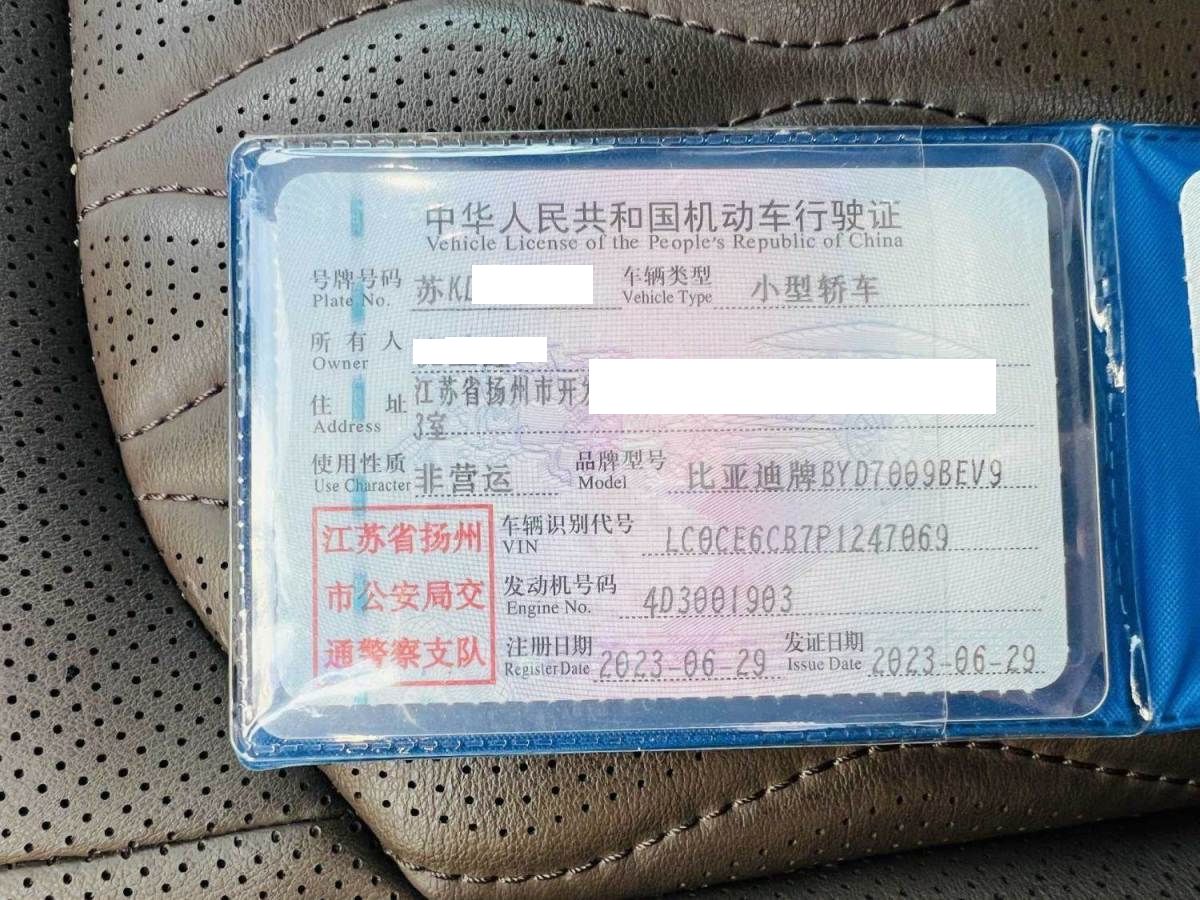 中华人民共和国机动车行驶证
Vehicle License of the People's Republic of China
号牌号码 苏KD 车辆类型 小型轿车
Plate No. Vehicle Type
所有人
Owner
住址 江苏省扬州市开发
Address 3室
使用性质 非营运 品牌型号 比亚迪牌BYD7009BEV9
Use Character Model
江苏省扬州 车辆识别代号 LC0CE6CB7P1247069
VIN
市公安局交 发动机号码 4D3001903
Engine No.
通警察支队 注册日期 2023-06-29 发证日期 2023-06-29
Register Date Issue Date